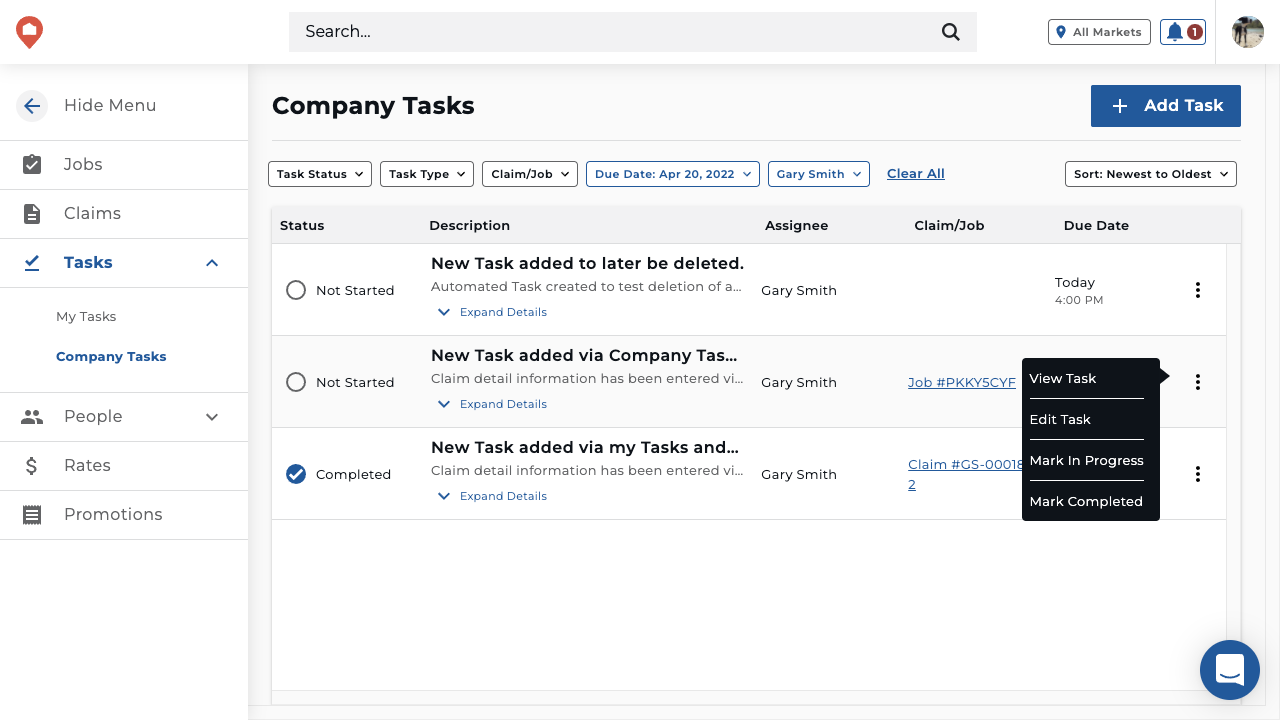 Search...
All Markets
1
Hide Menu
Jobs
Claims
Tasks
My Tasks
Company Tasks
People
Rates
Promotions
Company Tasks
Add Task
Task Status
Task Type
Claim/Job
Due Date: Apr 20, 2022
Gary Smith
Clear All
Sort: Newest to Oldest
Status
Description
Assignee
Claim/Job
Due Date
New Task added to later be deleted.
Automated Task created to test deletion of a...
Expand Details
Not Started
Gary Smith
Today
4:00 PM
New Task added via Company Tas...
Claim detail information has been entered vi...
Expand Details
Not Started
Gary Smith
Job #PKKY5CYF
New Task added via my Tasks and...
Claim detail information has been entered vi...
Expand Details
Completed
Gary Smith
Claim #GS-00018
2
View Task
Edit Task
Mark In Progress
Mark Completed